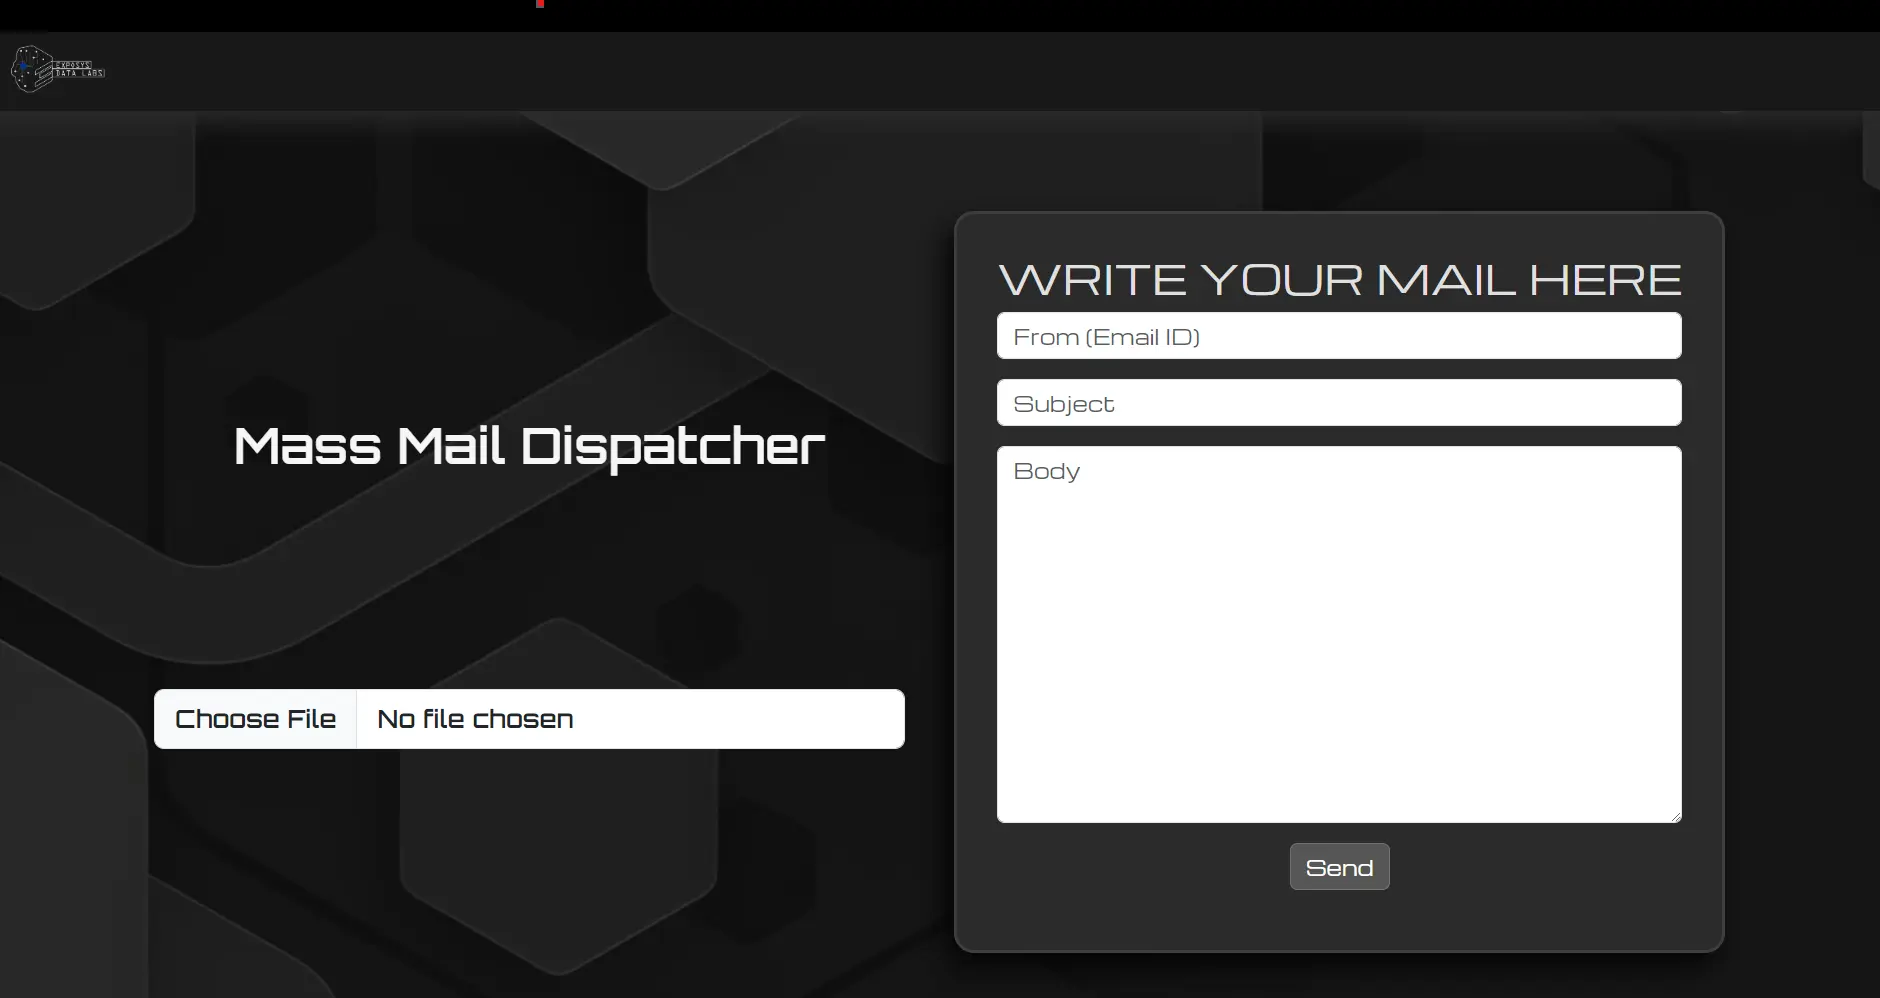 EXPOSYS
DATA LABS
Mass Mail Dispatcher
Choose File
No file chosen
WRITE YOUR MAIL HERE
From (Email ID)
Subject
Body
Send